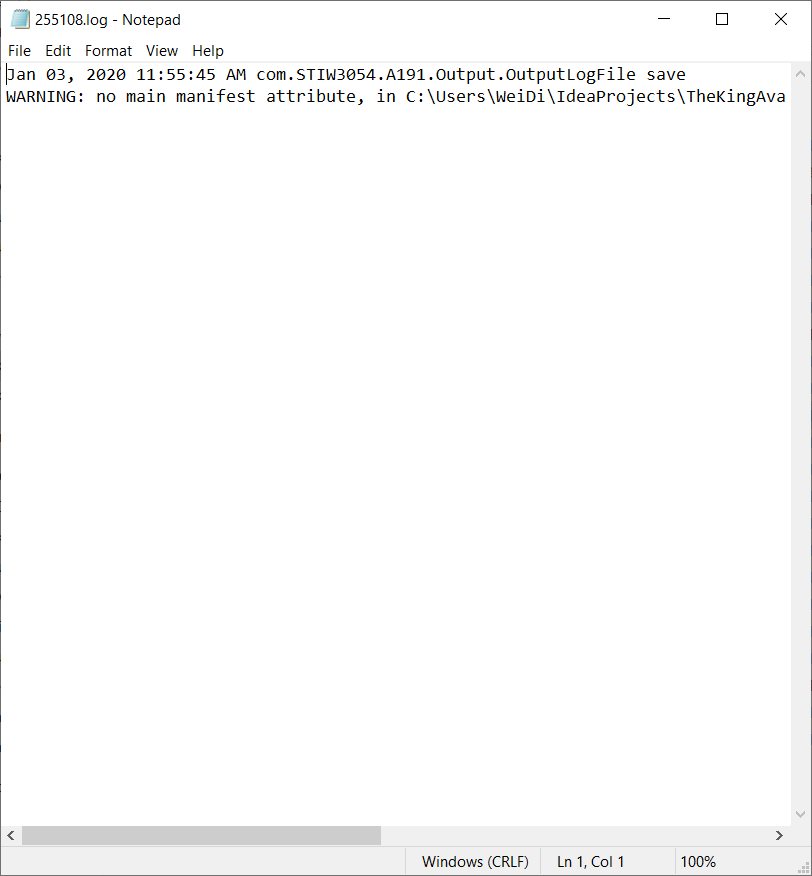 255108.log - Notepad
File Edit Format View Help
Jan 03, 2020 11:55:45 AM com.STIW3054.A191.Output.OutputLogFile save
WARNING: no main manifest attribute, in C:\Users\WeiDi\IdeaProjects\TheKingAva
Windows (CRLF) Ln 1, Col 1 100%